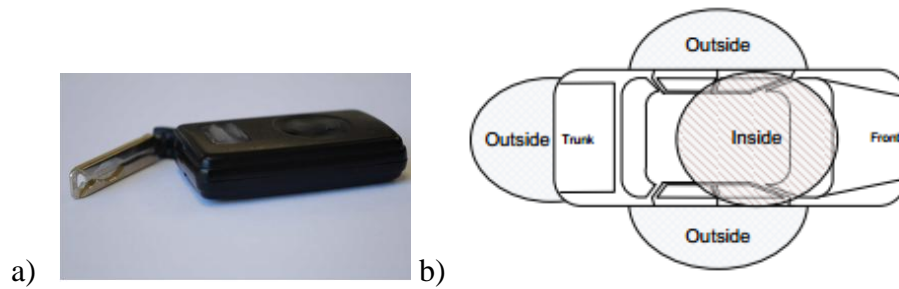 Outside
Outside
Trunk
Inside
Front
Outside
a)
b)